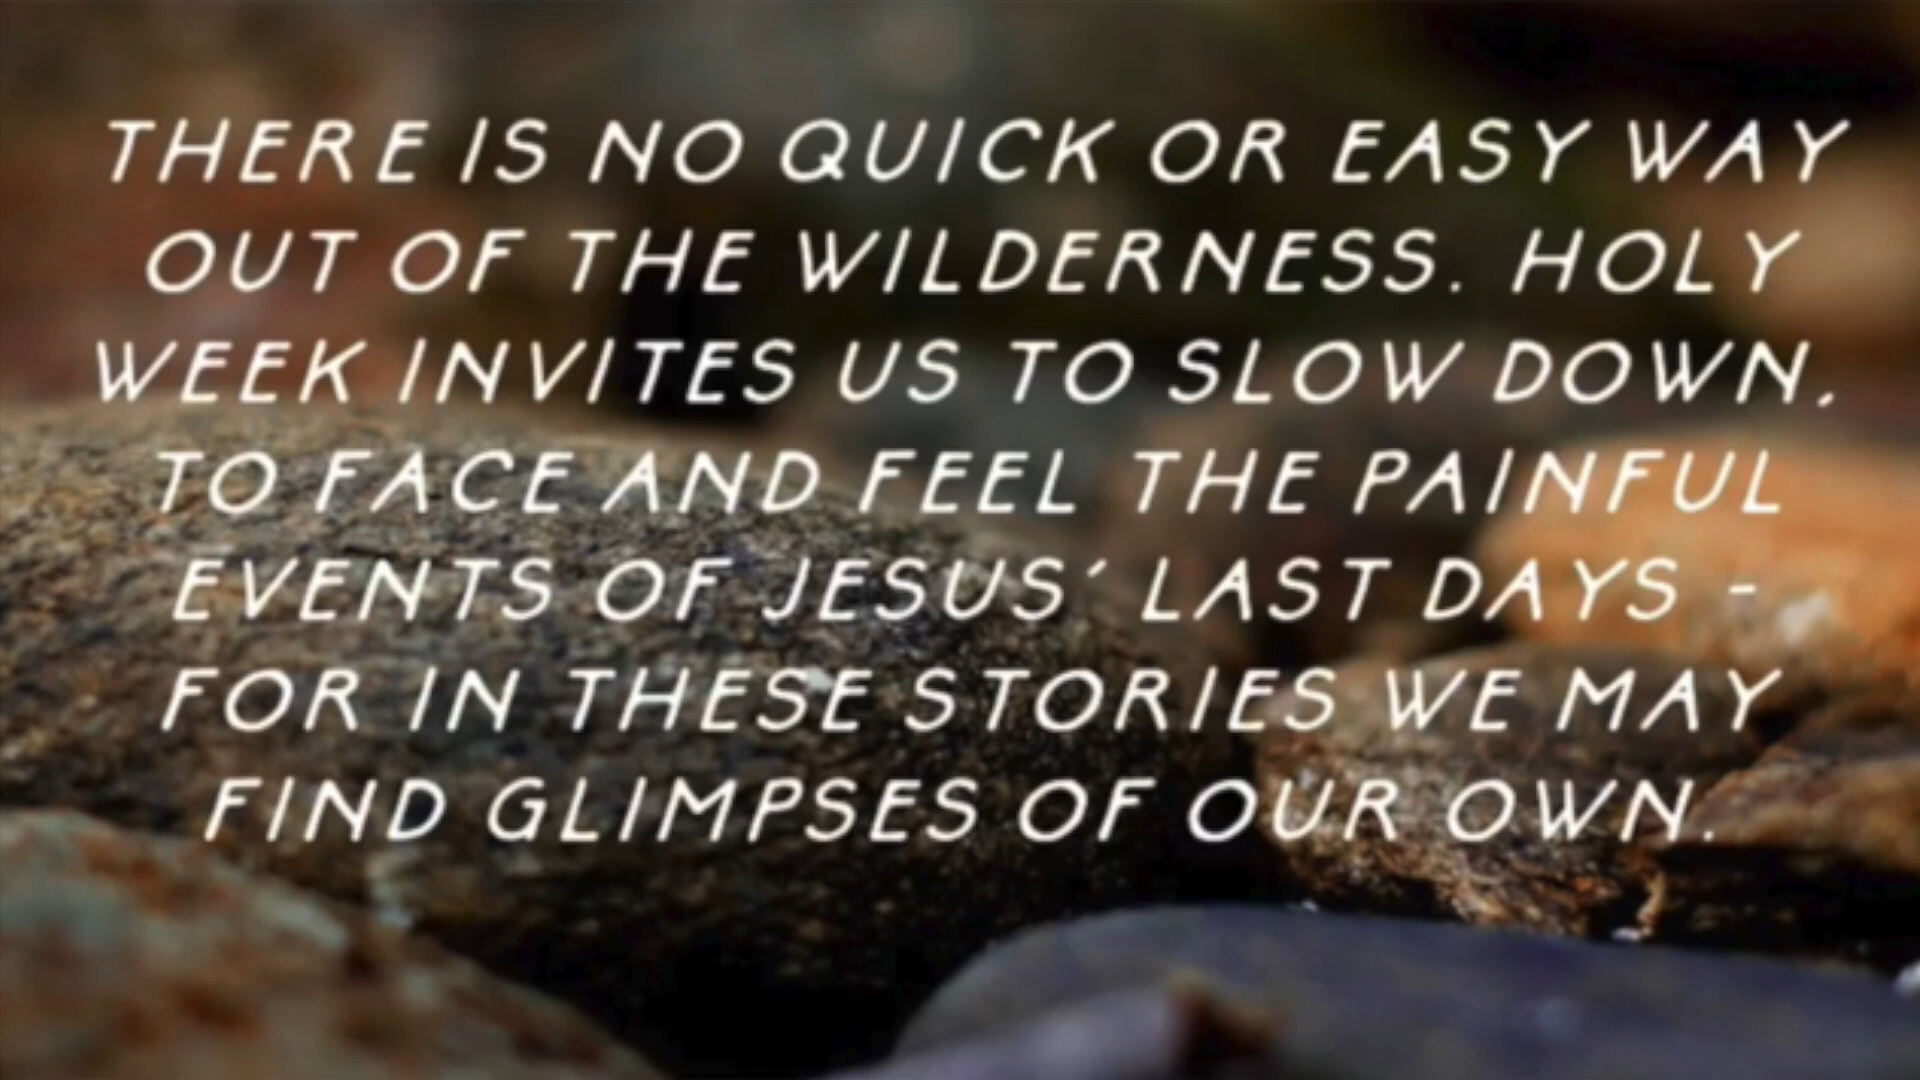 THERE IS NO QUICK OR EASY WAY
OUT OF THE WILDERNESS. HOLY
WEEK INVITES US TO SLOW DOWN,
TO FACE AND FEEL THE PAINFUL
EVENTS OF JESUS' LAST DAYS -
FOR IN THESE STORIES WE MAY
FIND GLIMPSES OF OUR OWN.